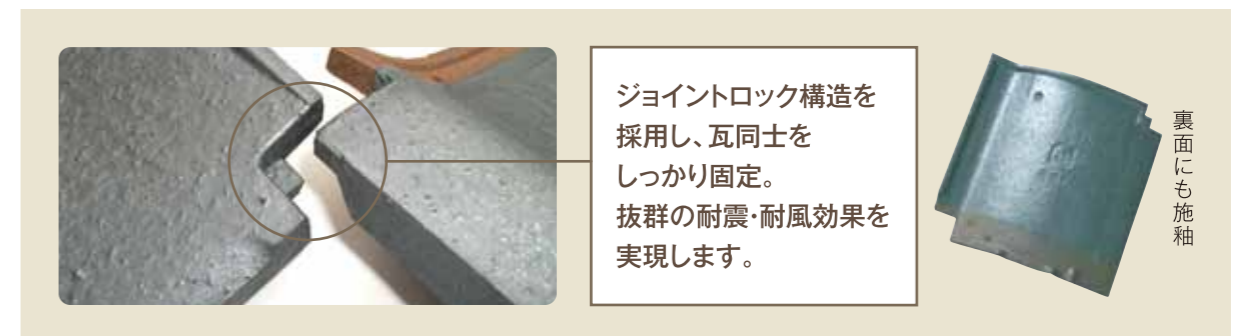 ジョイントロック構造を
採用し、瓦同士を
しっかり固定。
抜群の耐震･耐風効果を
実現します。
裏面にも施釉